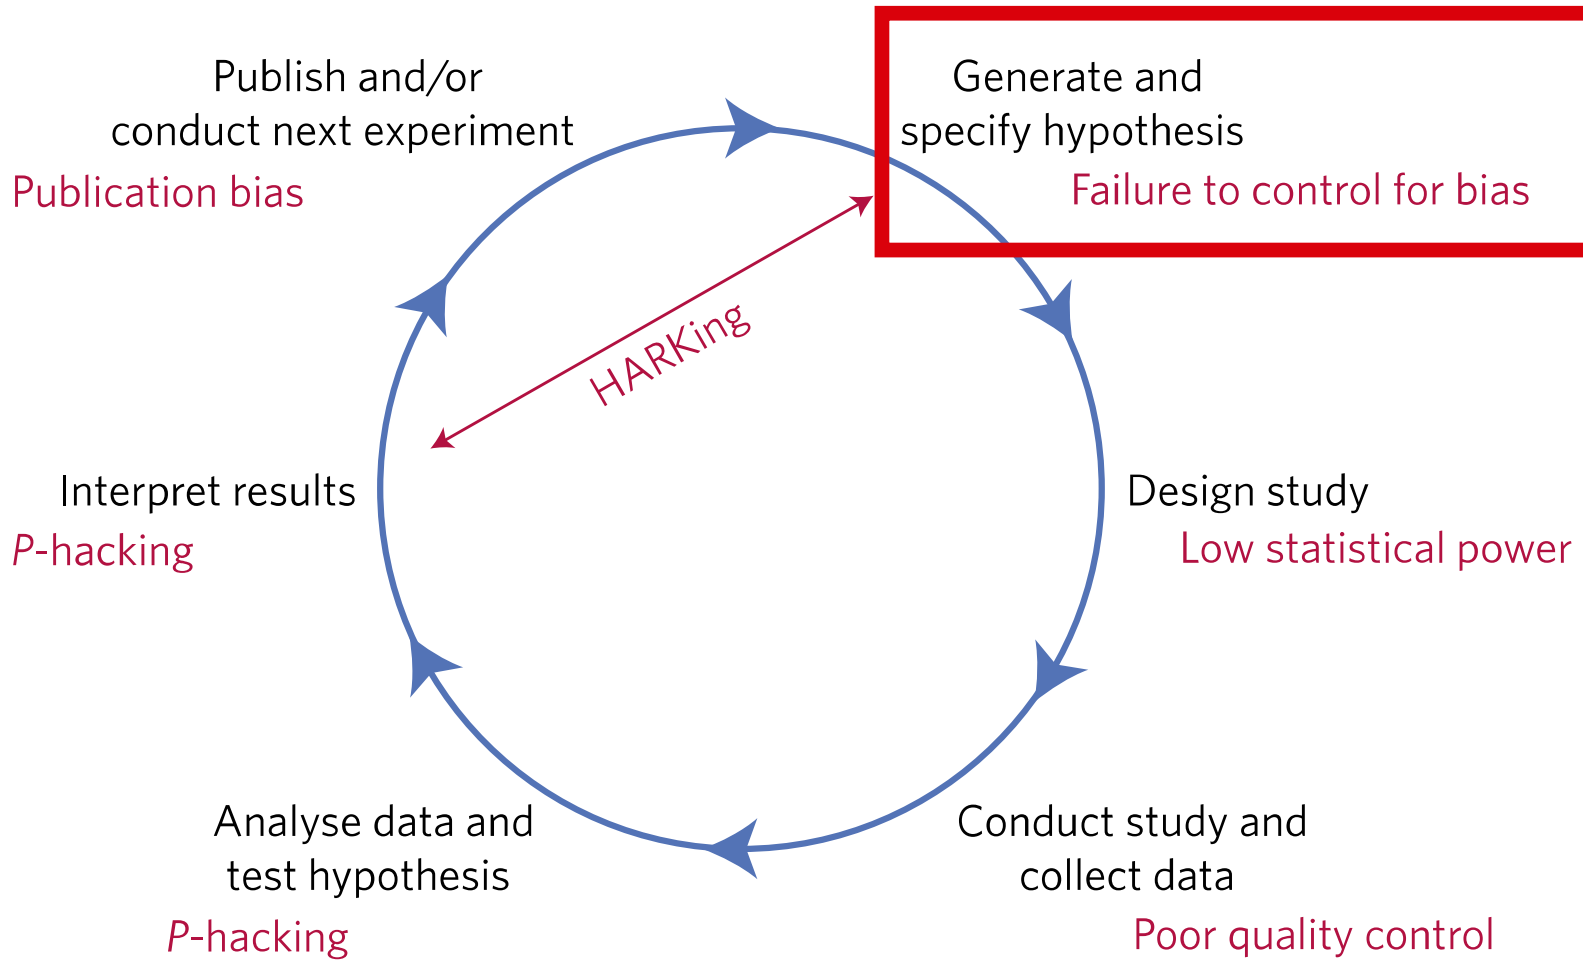 Publish and/or
conduct next experiment
Publication bias
Generate and
specify hypothesis
Failure to control for bias
HARKing
Interpret results
P-hacking
Design study
Low statistical power
Analyse data and
test hypothesis
P-hacking
Conduct study and
collect data
Poor quality control